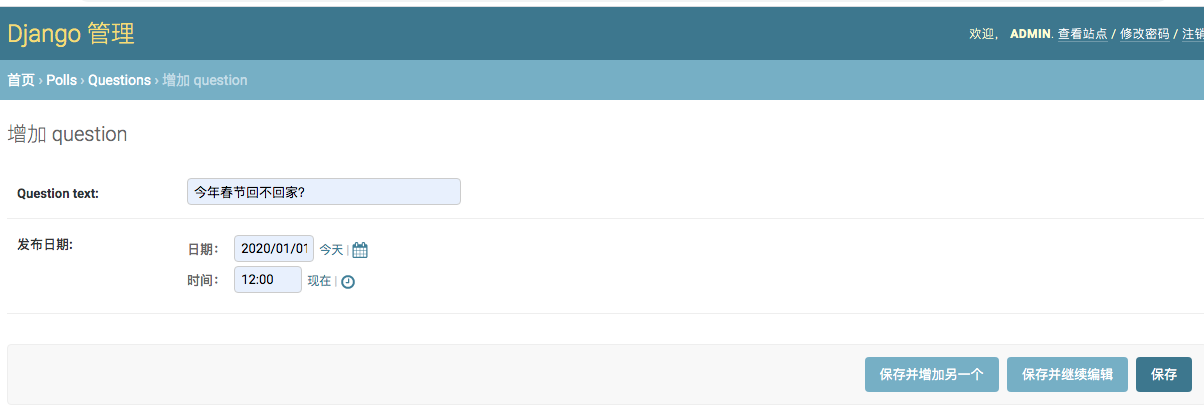 Django 管理
欢迎， ADMIN. 查看站点 / 修改密码 / 注销
首页 › Polls › Questions › 增加 question
增加 question
Question text: 今年春节回不回家?
发布日期: 日期： 2020/01/01 今天 |
时间： 12:00 现在 |
保存并增加另一个 保存并继续编辑 保存